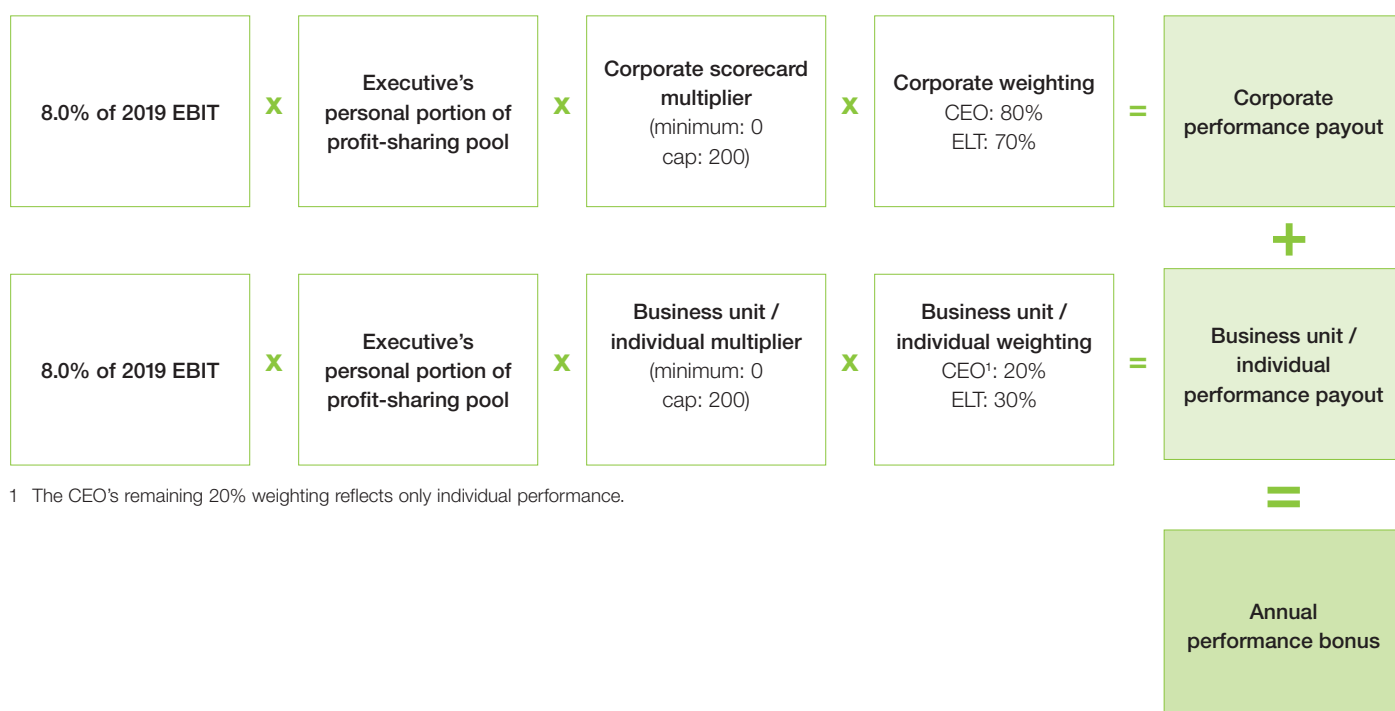 8.0% of 2019 EBIT
x
Executive’s
personal portion of
profit-sharing pool
x
Corporate scorecard
multiplier
(minimum: 0
cap: 200)
x
Corporate weighting
CEO: 80%
ELT: 70%
=
Corporate
performance payout
+
8.0% of 2019 EBIT
x
Executive’s
personal portion of
profit-sharing pool
x
Business unit /
individual multiplier
(minimum: 0
cap: 200)
x
Business unit /
individual weighting
CEO¹: 20%
ELT: 30%
=
Business unit /
individual
performance payout
1 The CEO’s remaining 20% weighting reflects only individual performance.
=
Annual
performance bonus